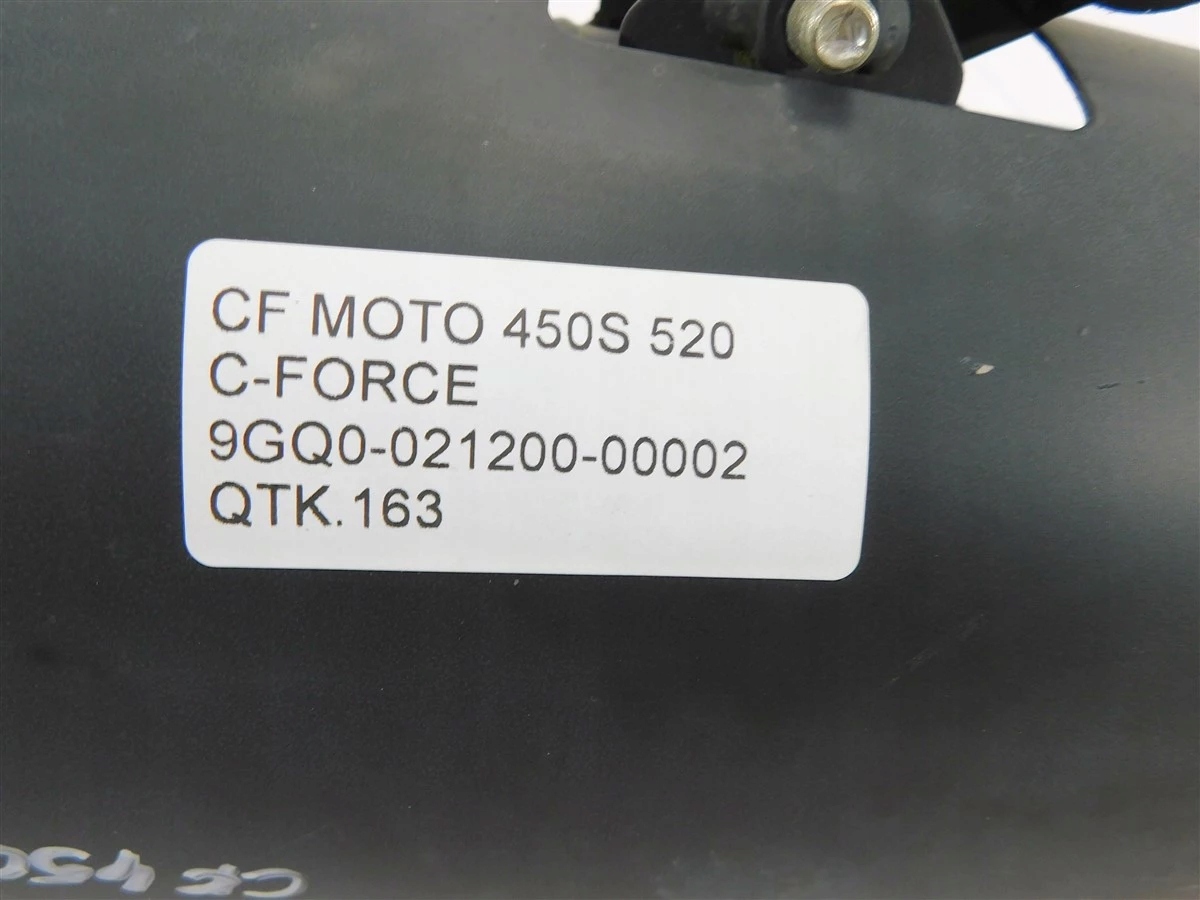 CF MOTO 450S 520
C-FORCE
9GQ0-021200-00002
QTK.163